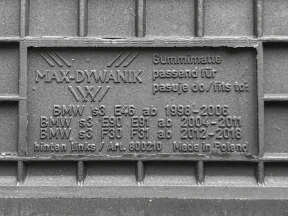 Gummimatte
MAX-DYWANIK passend für
pasuje do./fits to:
BMW s3 E46 ab 1998-2006
BMW s3 E90 E91 ab 2004-2011
BMW s3 F30 F31 ab 2012-2018
hinten links / Art. 800210 Made in Poland